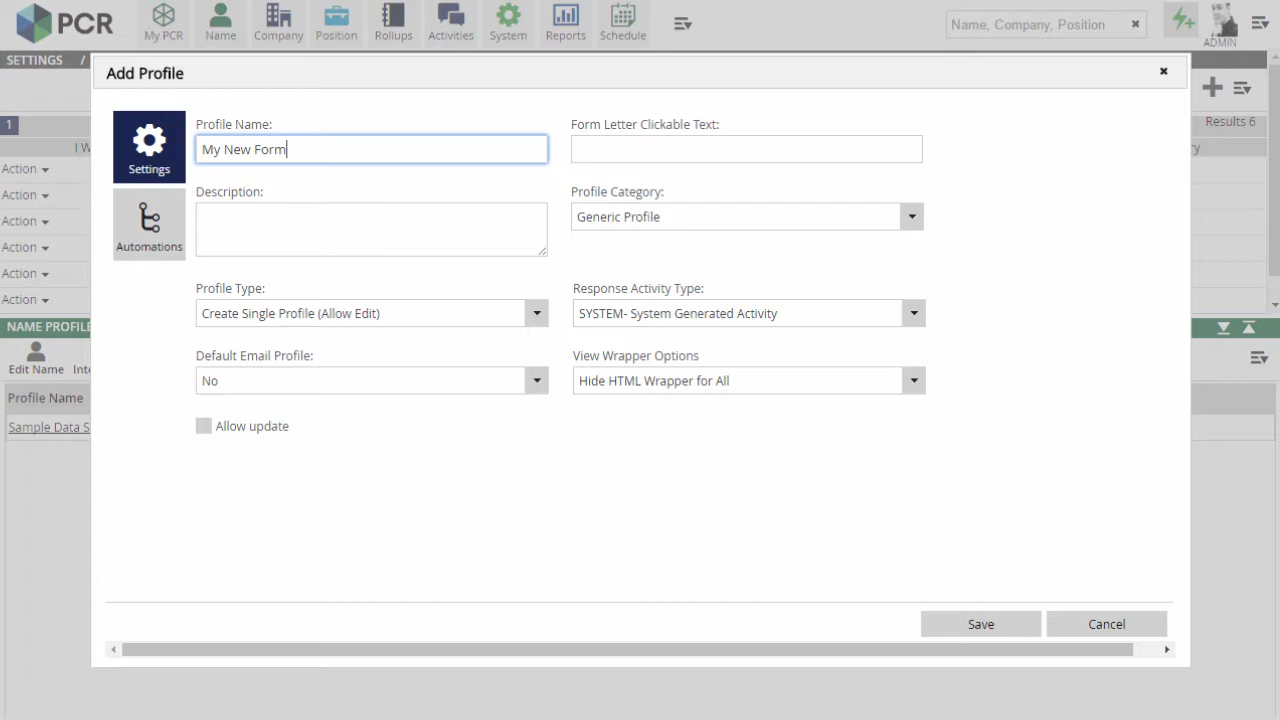 PCR
My PCR
Name
Company
Position
Rollups
Activities
System
Reports
Schedule
Name, Company, Position
ADMIN
SETTINGS /
Add Profile
1
Results 6
I W
Action
Action
Action
Action
Action
Action
Settings
Automations
Profile Name:
My New Form
Form Letter Clickable Text:
Description:
Profile Category:
Generic Profile
Profile Type:
Create Single Profile (Allow Edit)
Response Activity Type:
SYSTEM- System Generated Activity
Default Email Profile:
No
View Wrapper Options
Hide HTML Wrapper for All
Allow update
NAME PROFILE
Edit Name Inte
Profile Name
Sample Data S
Save
Cancel